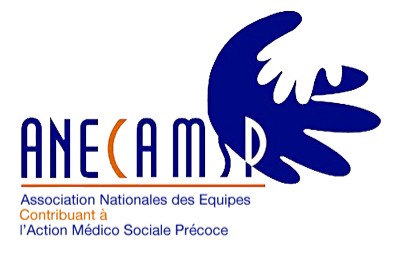 ANECAMSP
Association Nationales des Equipes
Contribuant à
l'Action Médico Sociale Précoce